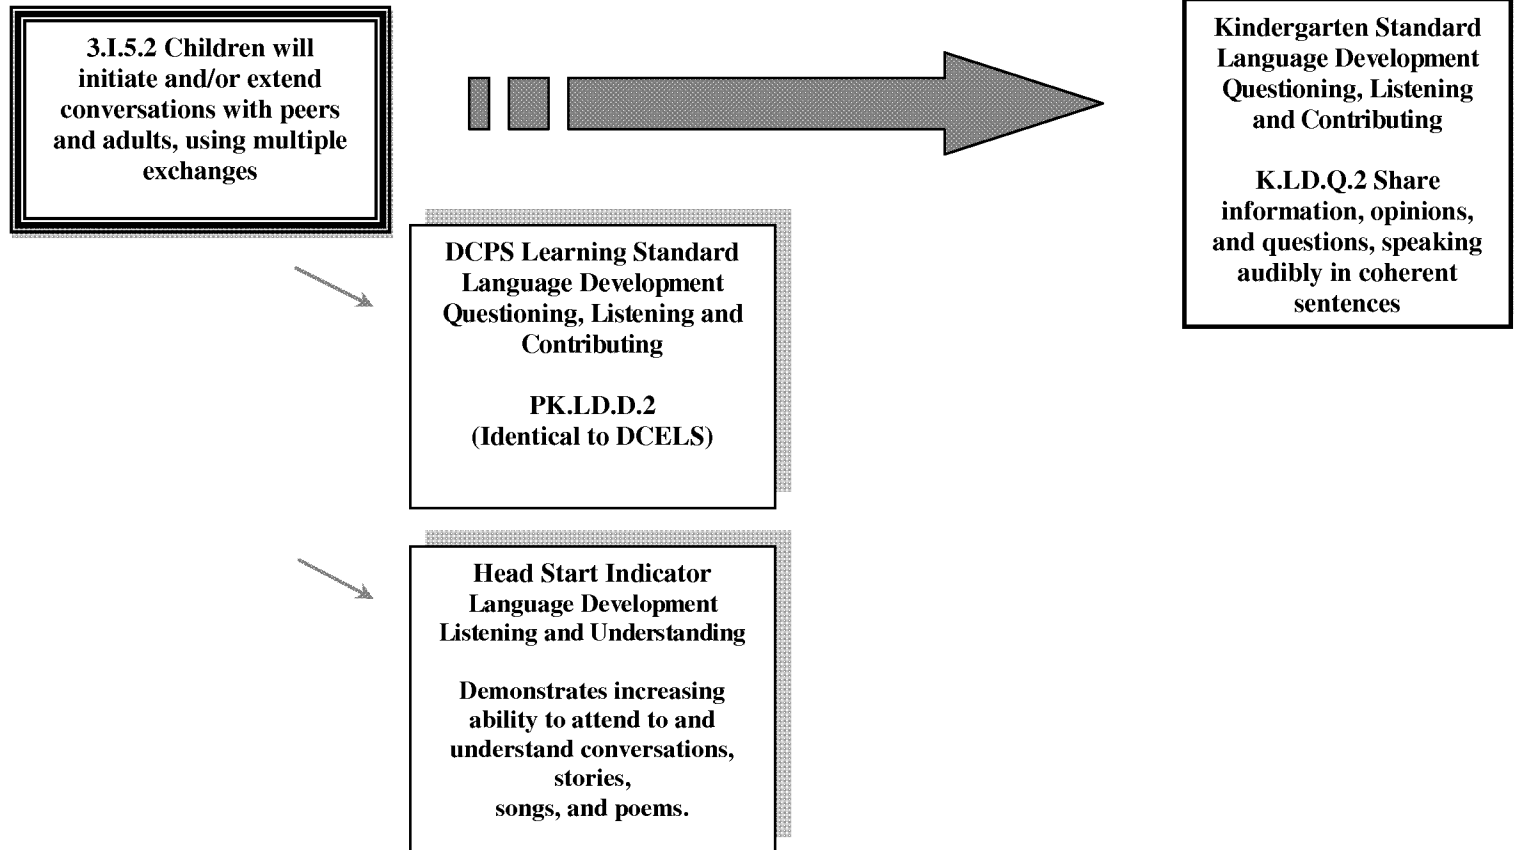 3.I.5.2 Children will
initiate and/or extend
conversations with peers
and adults, using multiple
exchanges
Kindergarten Standard
Language Development
Questioning, Listening
and Contributing
K.LD.Q.2 Share
information, opinions,
and questions, speaking
audibly in coherent
sentences
DCPS Learning Standard
Language Development
Questioning, Listening and
Contributing
PK.LD.D.2
(Identical to DCELS)
Head Start Indicator
Language Development
Listening and Understanding
Demonstrates increasing
ability to attend to and
understand conversations,
stories,
songs, and poems.